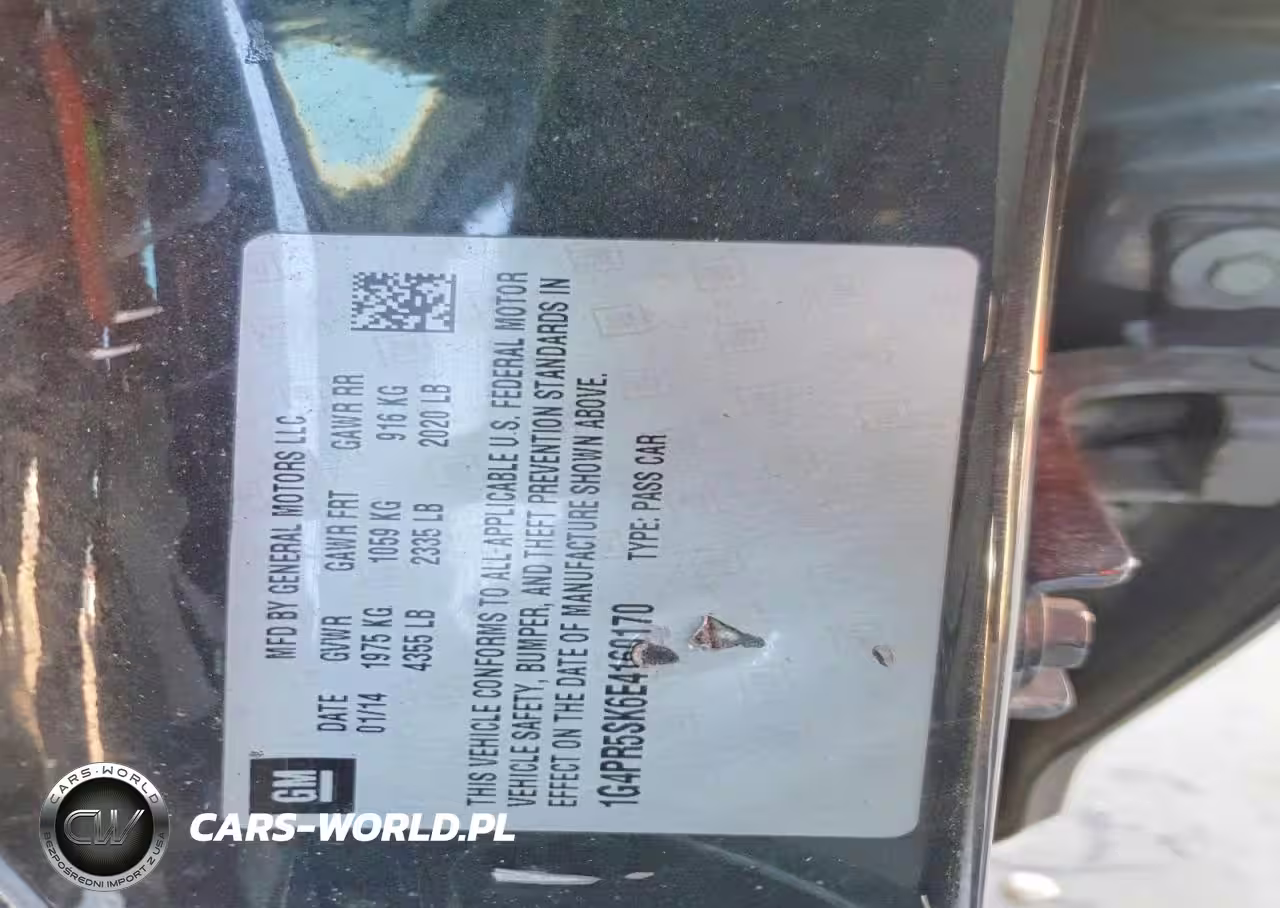 GM
MFD BY GENERAL MOTORS LLC
DATE GVWR GAWR FRT GAWR RR
01/14 1975 KG 1059 KG 916 KG
4355 LB 2335 LB 2020 LB
THIS VEHICLE CONFORMS TO ALL APPLICABLE U.S. FEDERAL MOTOR
VEHICLE SAFETY, BUMPER, AND THEFT PREVENTION STANDARDS IN
EFFECT ON THE DATE OF MANUFACTURE SHOWN ABOVE.
TYPE: PASS CAR
CARS-WORLD
CW
BEZPOŚREDNI IMPORT Z USA
CARS-WORLD.PL